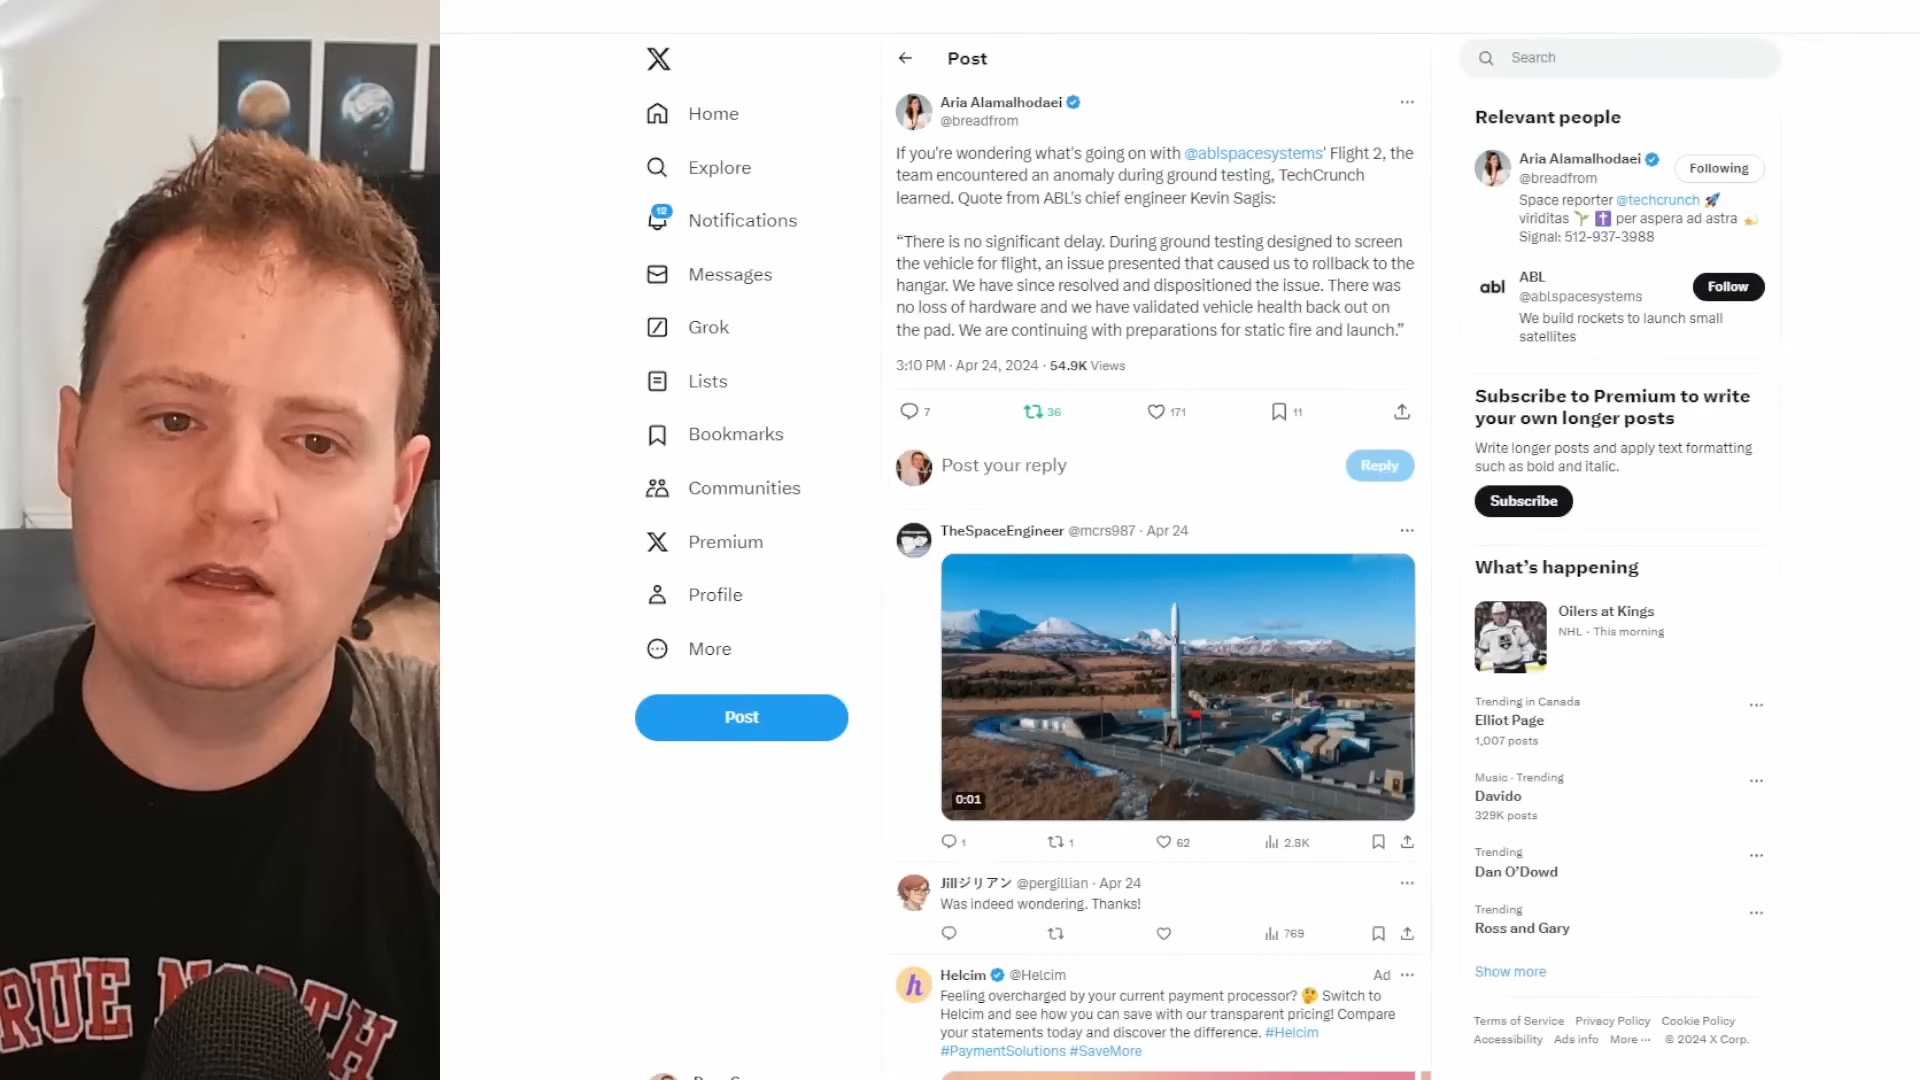 RUE NORTH
Home
Explore
12
Notifications
Messages
Grok
Lists
Bookmarks
Communities
Premium
Profile
More
Post
Post
Aria Alamalhodaei
@breadfrom
If you're wondering what's going on with @ablspacesystems' Flight 2, the
team encountered an anomaly during ground testing, TechCrunch
learned. Quote from ABL's chief engineer Kevin Sagis:
“There is no significant delay. During ground testing designed to screen
the vehicle for flight, an issue presented that caused us to rollback to the
hangar. We have since resolved and dispositioned the issue. There was
no loss of hardware and we have validated vehicle health back out on
the pad. We are continuing with preparations for static fire and launch.”
3:10 PM · Apr 24, 2024 · 54.9K Views
7 36 171 11
Post your reply
Reply
TheSpaceEngineer @mcrs987 · Apr 24
0:01
1 1 62 2.8K
Jillジリアン @pergillian · Apr 24
Was indeed wondering. Thanks!
769
Helcim @Helcim Ad
Feeling overcharged by your current payment processor? 🤔 Switch to
Helcim and see how you can save with our transparent pricing! Compare
your statements today and discover the difference. #Helcim
#PaymentSolutions #SaveMore
Search
Relevant people
Aria Alamalhodaei
@breadfrom
Following
Space reporter @techcrunch 🚀
viriditas 🌱 ✝️ per aspera ad astra 💫
Signal: 512-937-3988
abl
ABL
@ablspacesystems
Follow
We build rockets to launch small
satellites
Subscribe to Premium to write
your own longer posts
Write longer posts and apply text formatting
such as bold and italic.
Subscribe
What’s happening
Oilers at Kings
NHL · This morning
Trending in Canada
Elliot Page
1,007 posts
Music · Trending
Davido
329K posts
Trending
Dan O’Dowd
Trending
Ross and Gary
Show more
Terms of Service Privacy Policy Cookie Policy
Accessibility Ads info More ··· © 2024 X Corp.